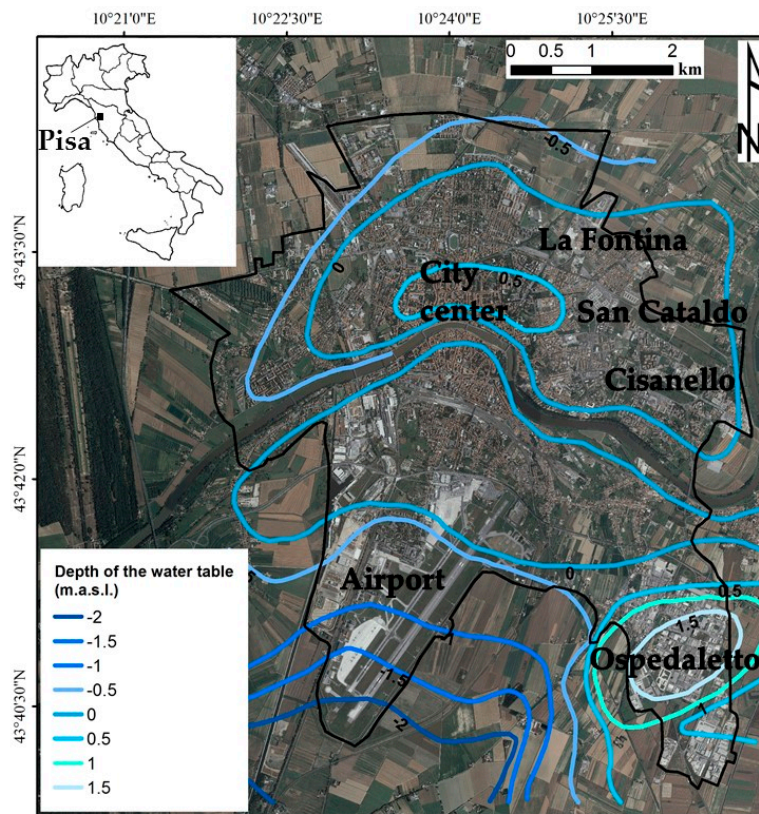 10°21'0"E
10°22'30"E
10°24'0"E
10°25'30"E
0 0.5 1 2
km
N
Pisa
43°43'30"N
43°42'0"N
43°40'30"N
-0.5
La Fontina
0
City
center
0.5
San Cataldo
Cisanello
Airport
0
0.5
-1.5
Ospedaletto
-1.5
-2
1
Depth of the water table
(m.a.s.l.)
-2
-1.5
-1
-0.5
0
0.5
1
1.5